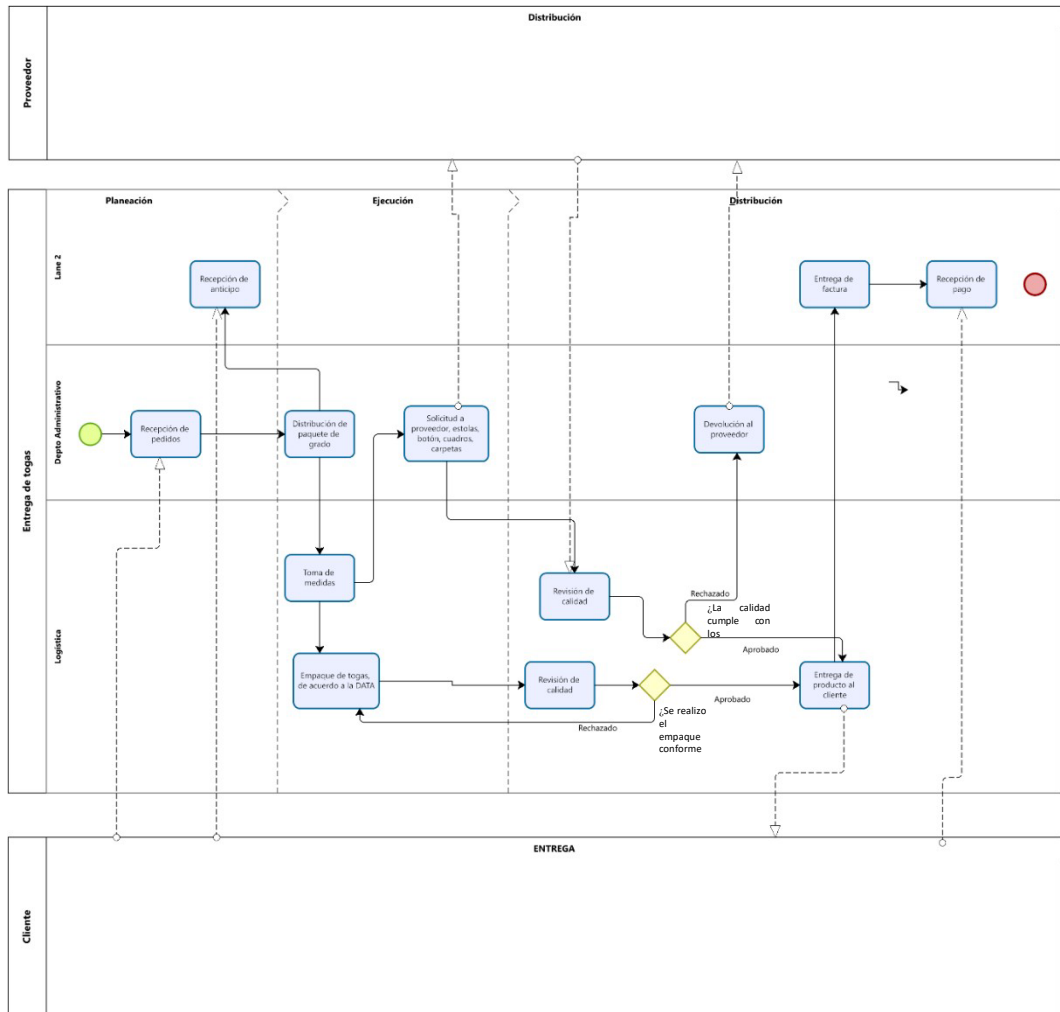 Distribución
Proveedor
Entrega de togas
Planeación
Ejecución
Distribución
Lane 2
Recepción de
anticipo
Entrega de
factura
Recepción de
pago
Depto Administrativo
Recepción de
pedidos
Distribución de
paquete de
grado
Solicitud a
proveedor, estolas,
botón, cuadros,
carpetas
Devolución al
proveedor
Logística
Toma de
medidas
Revisión de
calidad
Rechazado
¿La calidad
cumple con
los
Aprobado
Empaque de togas,
de acuerdo a la DATA
Revisión de
calidad
Aprobado
Entrega de
producto al
cliente
Rechazado
¿Se realizo
el
empaque
conforme
ENTREGA
Cliente